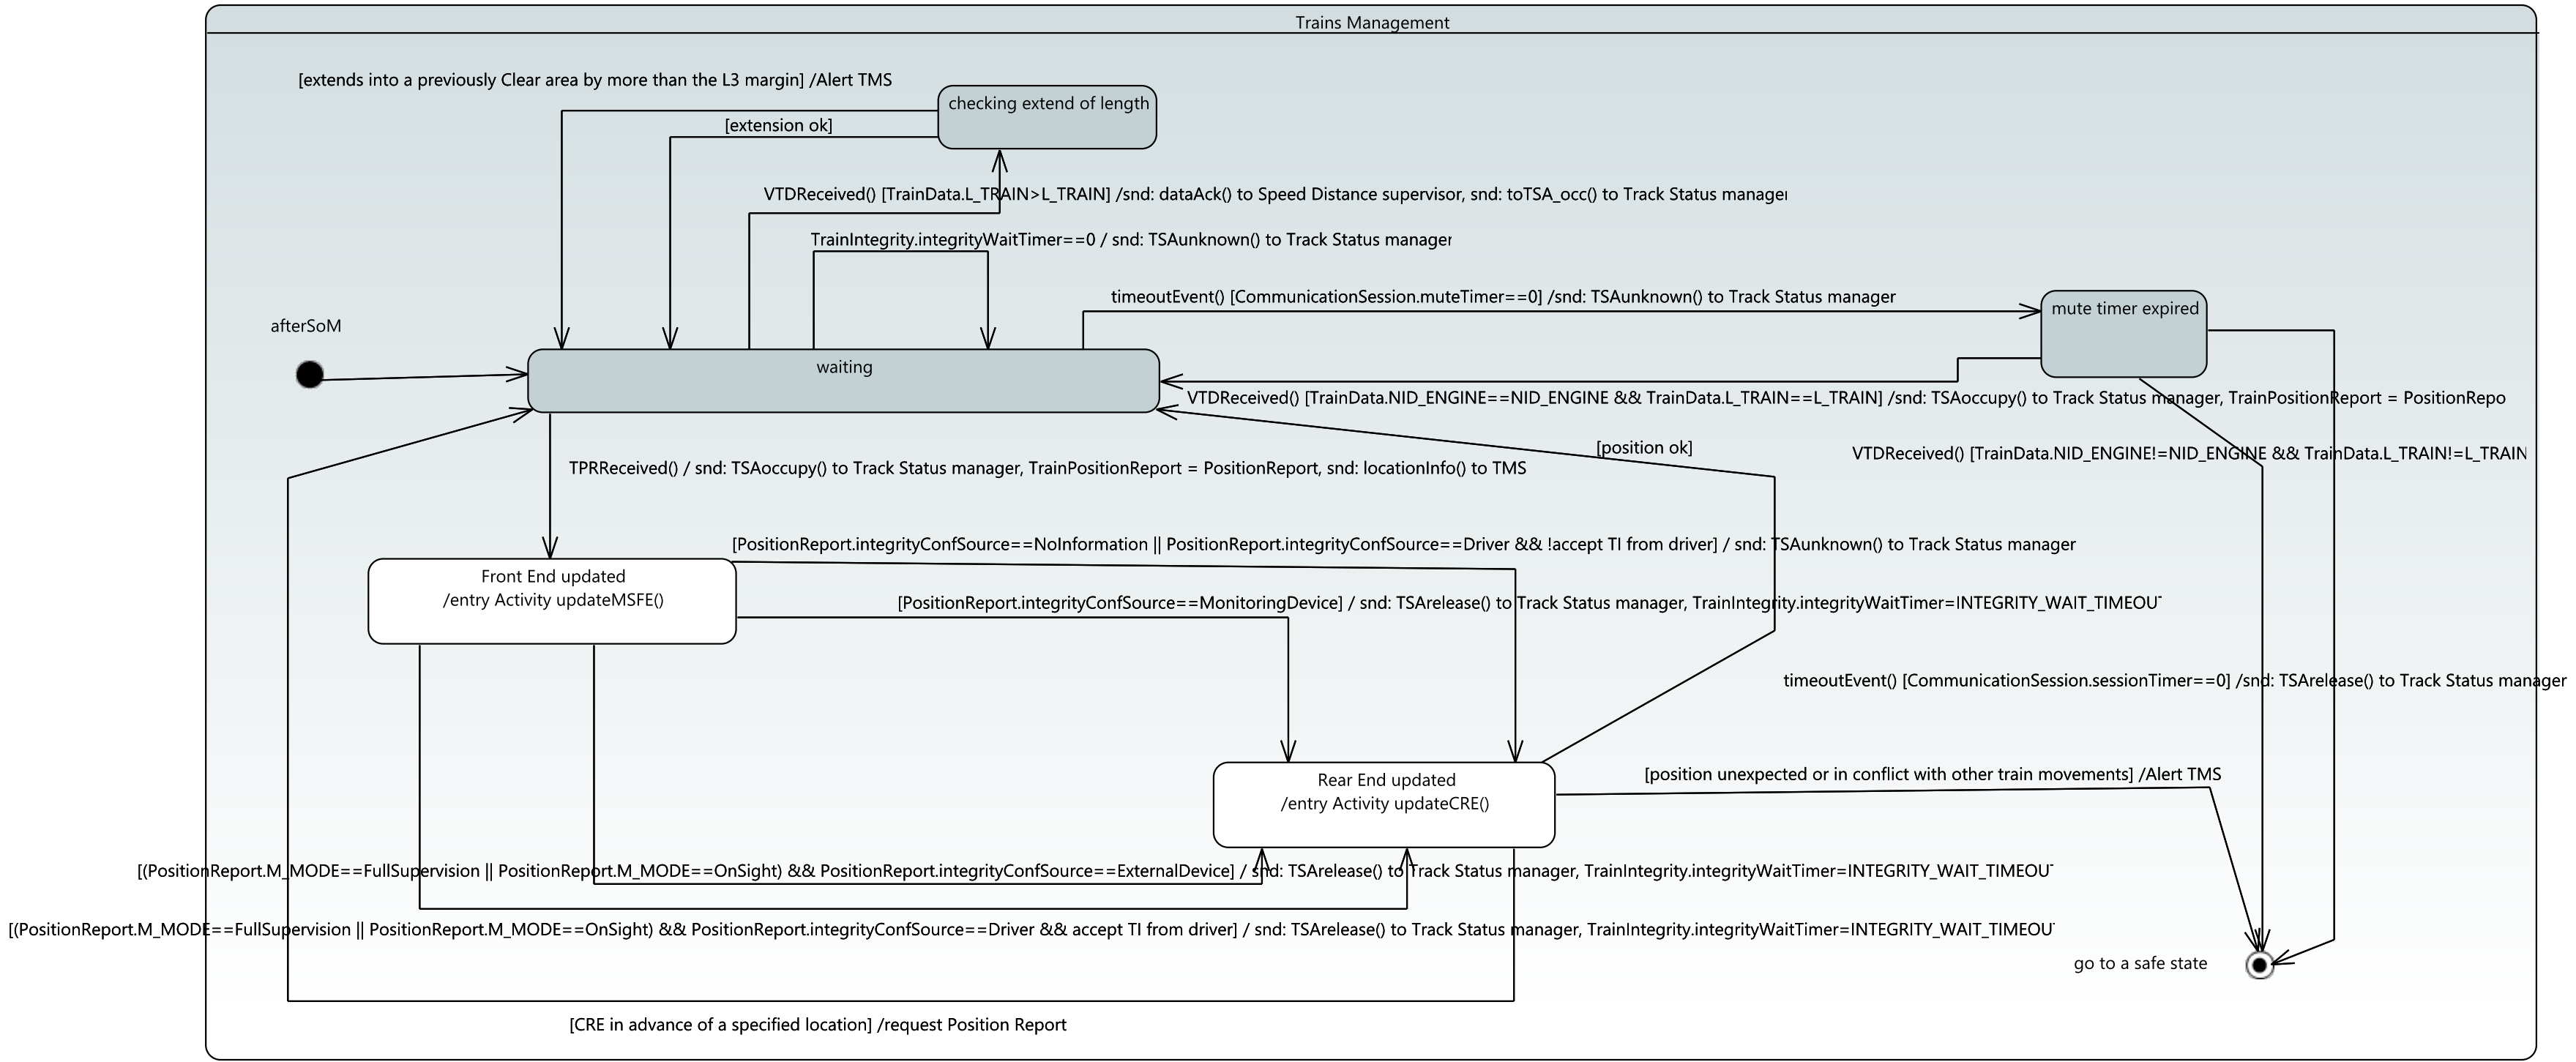 Trains Management
[extends into a previously Clear area by more than the L3 margin] /Alert TMS
checking extend of length
[extension ok]
VTDReceived() [TrainData.L_TRAIN>L_TRAIN] /snd: dataAck() to Speed Distance supervisor, snd: toTSA_occ() to Track Status manager
TrainIntegrity.integrityWaitTimer==0 / snd: TSAunknown() to Track Status manager
timeoutEvent() [CommunicationSession.muteTimer==0] /snd: TSAunknown() to Track Status manager
mute timer expired
afterSoM
waiting
VTDReceived() [TrainData.NID_ENGINE==NID_ENGINE && TrainData.L_TRAIN==L_TRAIN] /snd: TSAoccupy() to Track Status manager, TrainPositionReport = PositionRepo
[position ok]
VTDReceived() [TrainData.NID_ENGINE!=NID_ENGINE && TrainData.L_TRAIN!=L_TRAIN
TPRReceived() / snd: TSAoccupy() to Track Status manager, TrainPositionReport = PositionReport, snd: locationInfo() to TMS
[PositionReport.integrityConfSource==NoInformation || PositionReport.integrityConfSource==Driver && !accept TI from driver] / snd: TSAunknown() to Track Status manager
Front End updated
/entry Activity updateMSFE()
[PositionReport.integrityConfSource==MonitoringDevice] / snd: TSArelease() to Track Status manager, TrainIntegrity.integrityWaitTimer=INTEGRITY_WAIT_TIMEOU
timeoutEvent() [CommunicationSession.sessionTimer==0] /snd: TSArelease() to Track Status manager
Rear End updated
/entry Activity updateCRE()
[position unexpected or in conflict with other train movements] /Alert TMS
[(PositionReport.M_MODE==FullSupervision || PositionReport.M_MODE==OnSight) && PositionReport.integrityConfSource==ExternalDevice] / snd: TSArelease() to Track Status manager, TrainIntegrity.integrityWaitTimer=INTEGRITY_WAIT_TIMEOU
[(PositionReport.M_MODE==FullSupervision || PositionReport.M_MODE==OnSight) && PositionReport.integrityConfSource==Driver && accept TI from driver] / snd: TSArelease() to Track Status manager, TrainIntegrity.integrityWaitTimer=INTEGRITY_WAIT_TIMEOU
go to a safe state
[CRE in advance of a specified location] /request Position Report